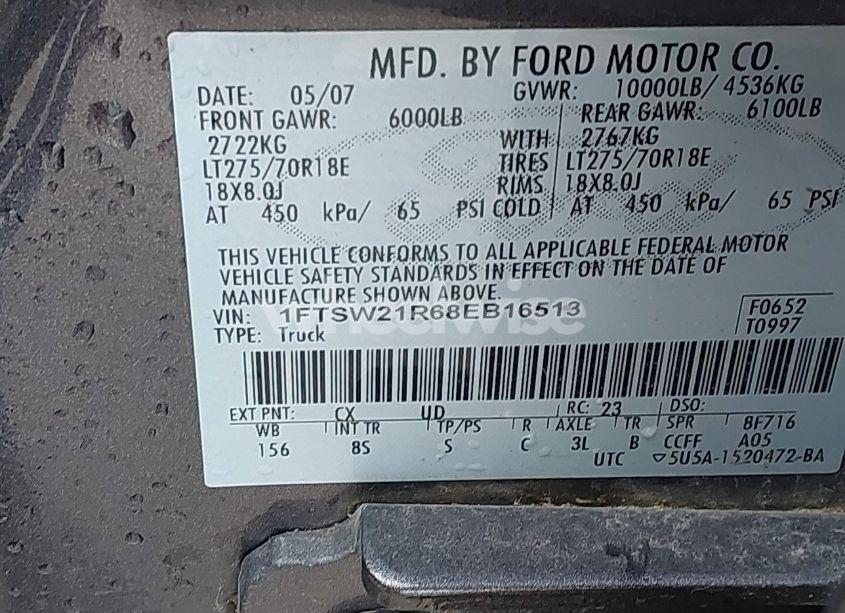 MFD. BY FORD MOTOR CO.
DATE: 05/07 GVWR: 10000LB/ 4536KG
FRONT GAWR: 6000LB REAR GAWR: 6100LB
2722KG WITH 2767KG
LT275/70R18E TIRES LT275/70R18E
18X8.0J RIMS 18X8.0J
AT 450 kPa/ 65 PSI COLD AT 450 kPa/ 65 PSI
THIS VEHICLE CONFORMS TO ALL APPLICABLE FEDERAL MOTOR
VEHICLE SAFETY STANDARDS IN EFFECT ON THE DATE OF
MANUFACTURE SHOWN ABOVE.
VIN: 1FTSW21R68EB16513 F0652
TYPE: Truck T0997
wheelwise
EXT PNT: CX UD RC: 23 DSO:
WB INT TR TP/PS R AXLE TR SPR 8F716
156 8S S C 3L B CCFF A05
UTC ▽5U5A-1520472-BA